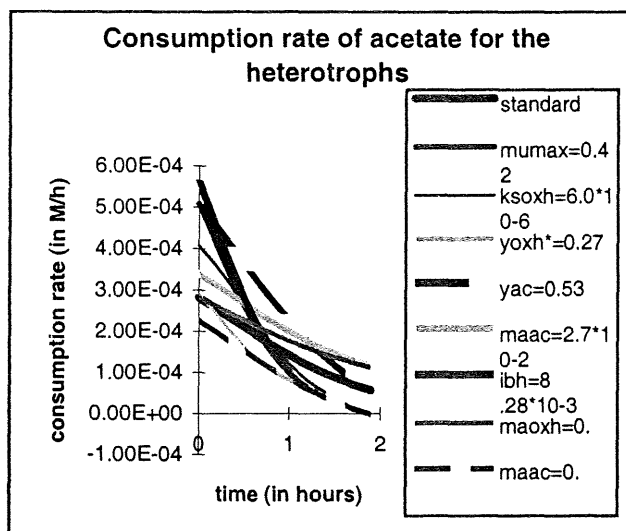 Consumption rate of acetate for the
heterotrophs
consumption rate (in M/h)
6.00E-04
5.00E-04
4.00E-04
3.00E-04
2.00E-04
1.00E-04
0.00E+00
-1.00E-04
0
1
2
time (in hours)
standard
mumax=0.4
2
ksoxh=6.0*1
0-6
yoxh*=0.27
yac=0.53
maac=2.7*1
0-2
ibh=8
.28*10-3
maoxh=0.
maac=0.